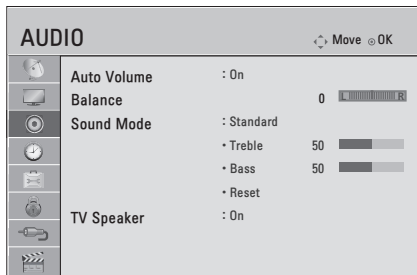 AUDIO Move OK
Auto Volume : On
Balance 0 L R
Sound Mode : Standard
• Treble 50
• Bass 50
• Reset
TV Speaker : On